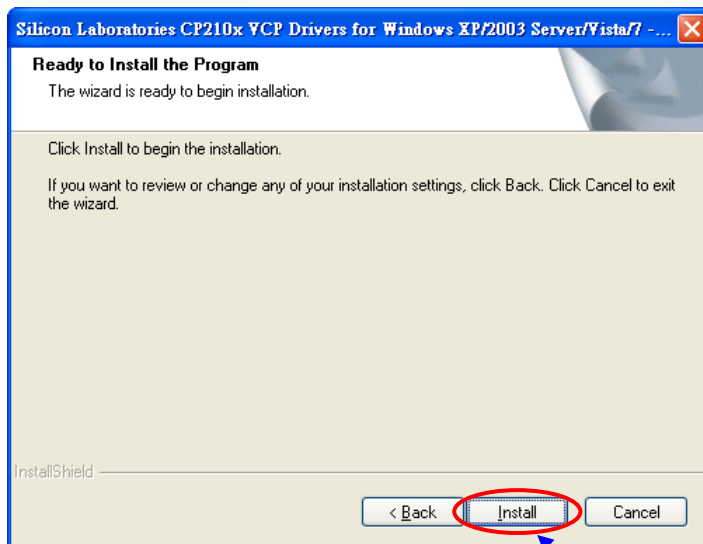 Silicon Laboratories CP210x VCP Drivers for Windows XP/2003 Server/Vista/7 -...
Ready to Install the Program
The wizard is ready to begin installation.
Click Install to begin the installation.
If you want to review or change any of your installation settings, click Back. Click Cancel to exit
the wizard.
InstallShield
< Back
Install
Cancel